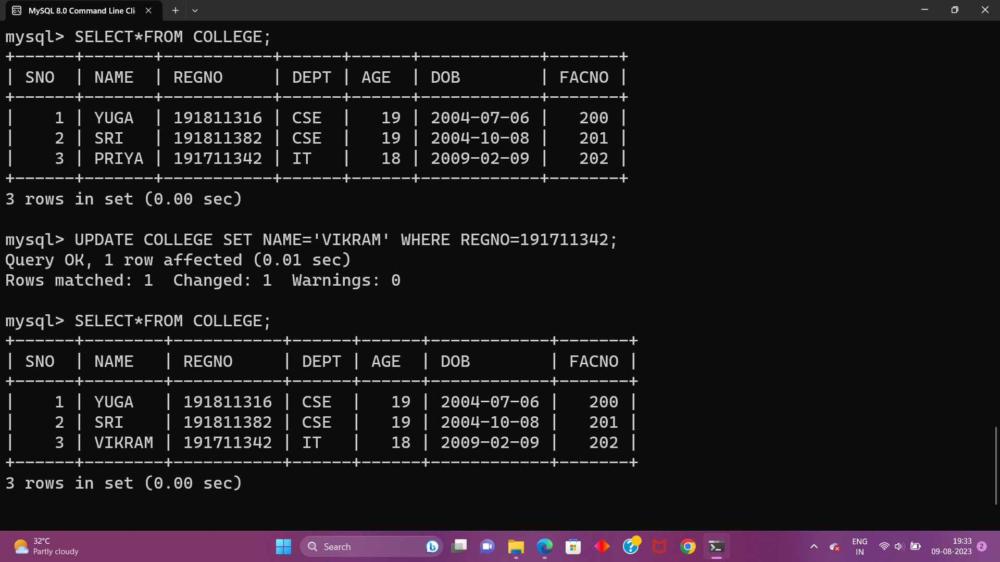 MySQL 8.0 Command Line Cli
mysql> SELECT*FROM COLLEGE;
+------+-------+-----------+------+------+------------+-------+
| SNO  | NAME  | REGNO     | DEPT | AGE  | DOB        | FACNO |
+------+-------+-----------+------+------+------------+-------+
|    1 | YUGA  | 191811316 | CSE  |   19 | 2004-07-06 |   200 |
|    2 | SRI   | 191811382 | CSE  |   19 | 2004-10-08 |   201 |
|    3 | PRIYA | 191711342 | IT   |   18 | 2009-02-09 |   202 |
+------+-------+-----------+------+------+------------+-------+
3 rows in set (0.00 sec)
mysql> UPDATE COLLEGE SET NAME='VIKRAM' WHERE REGNO=191711342;
Query OK, 1 row affected (0.01 sec)
Rows matched: 1  Changed: 1  Warnings: 0
mysql> SELECT*FROM COLLEGE;
+------+--------+-----------+------+------+------------+-------+
| SNO  | NAME   | REGNO     | DEPT | AGE  | DOB        | FACNO |
+------+--------+-----------+------+------+------------+-------+
|    1 | YUGA   | 191811316 | CSE  |   19 | 2004-07-06 |   200 |
|    2 | SRI    | 191811382 | CSE  |   19 | 2004-10-08 |   201 |
|    3 | VIKRAM | 191711342 | IT   |   18 | 2009-02-09 |   202 |
+------+--------+-----------+------+------+------------+-------+
3 rows in set (0.00 sec)
32°C
Partly cloudy
Search
ENG
IN
19:33
09-08-2023
2